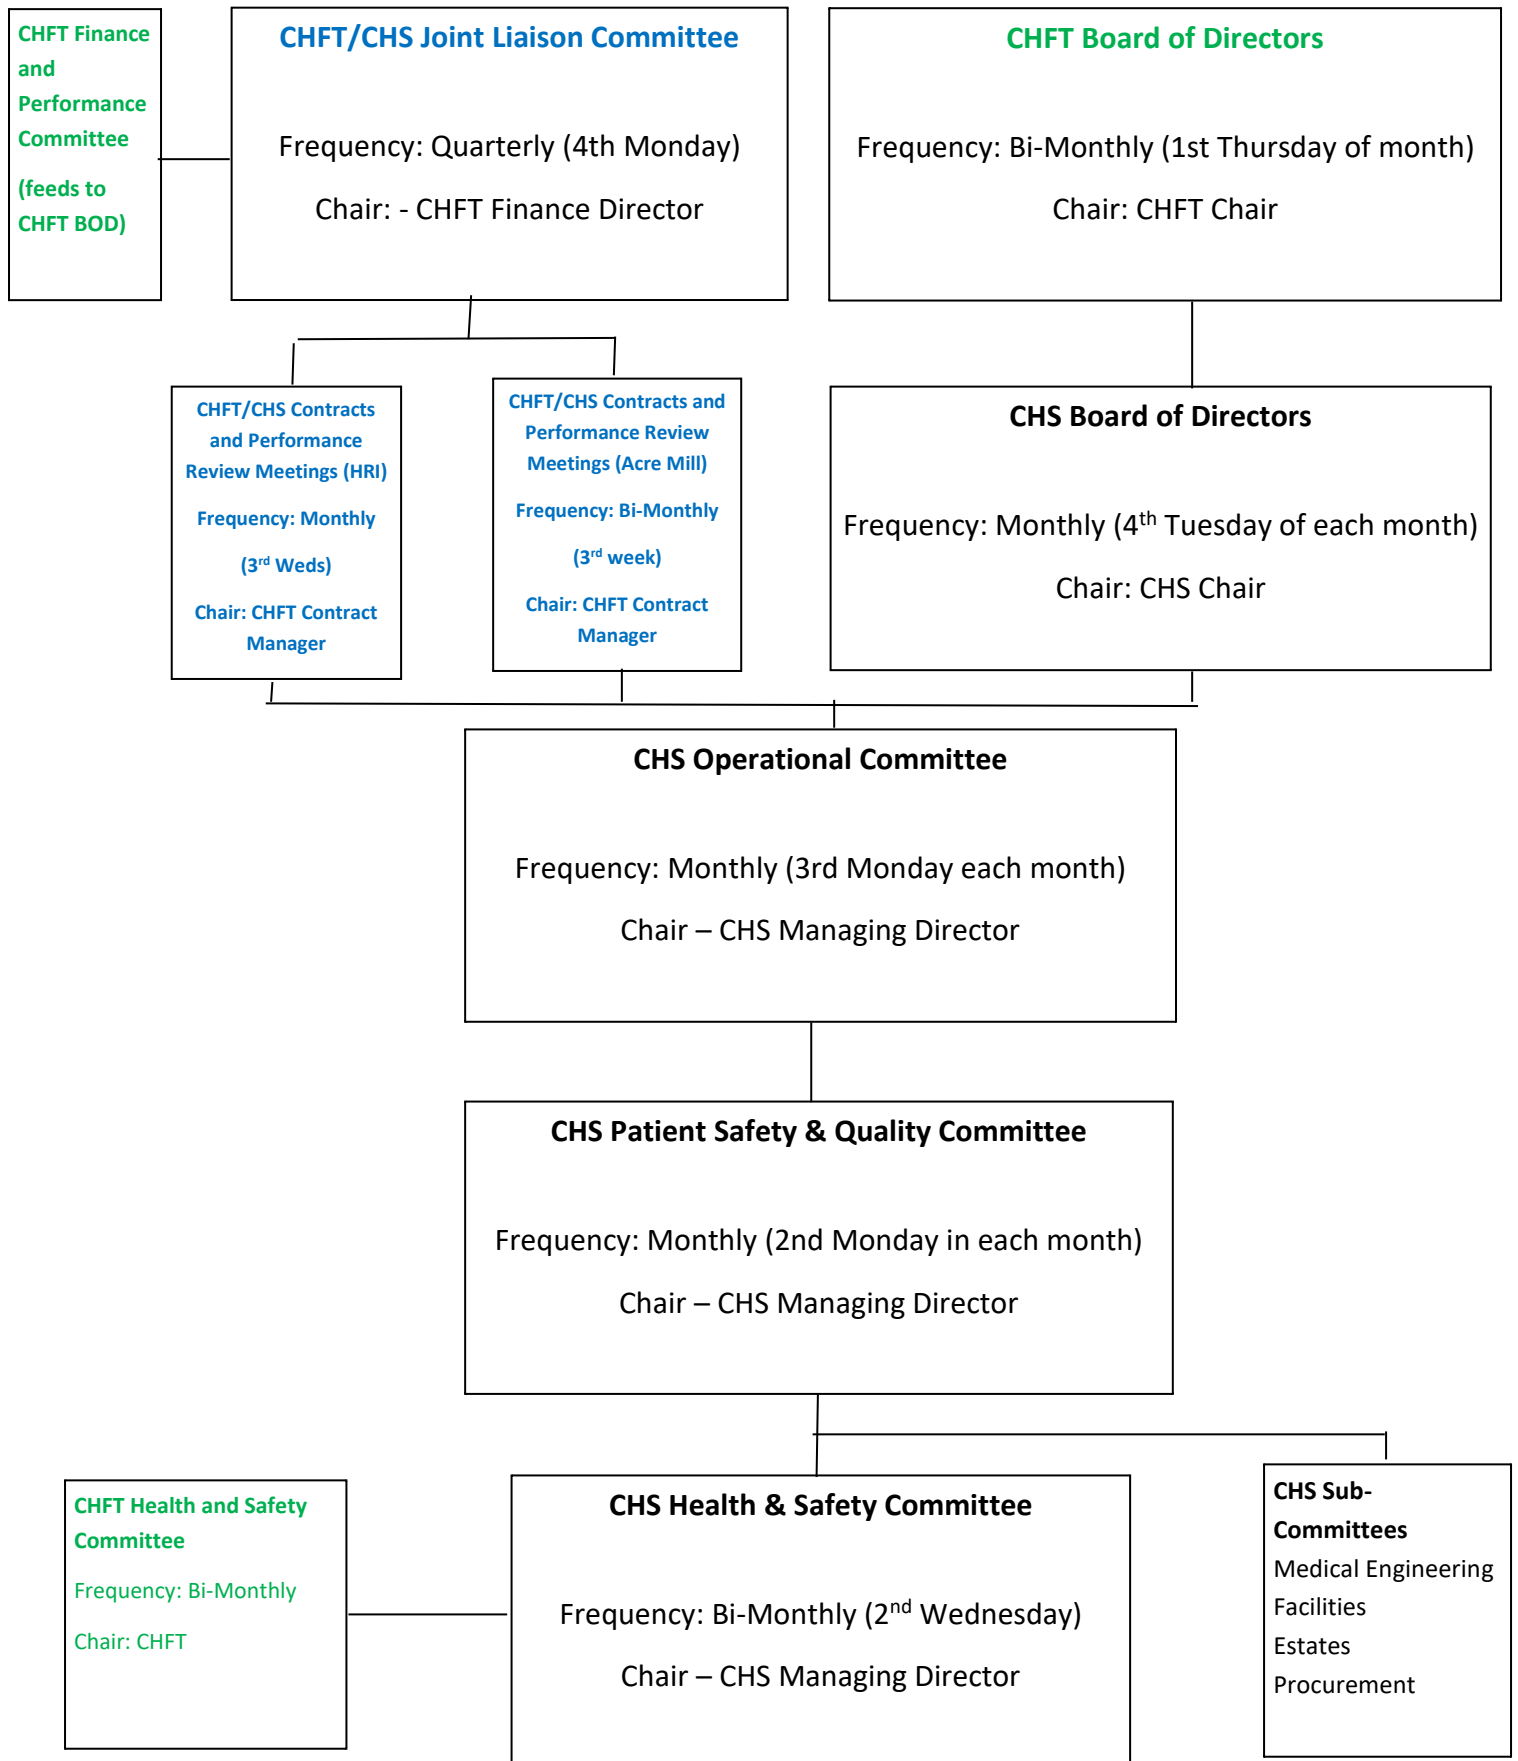 CHFT Finance
and
Performance
Committee
(feeds to
CHFT BOD)
CHFT/CHS Joint Liaison Committee
Frequency: Quarterly (4th Monday)
Chair: - CHFT Finance Director
CHFT Board of Directors
Frequency: Bi-Monthly (1st Thursday of month)
Chair: CHFT Chair
CHFT/CHS Contracts
and Performance
Review Meetings (HRI)
Frequency: Monthly
(3rd Weds)
Chair: CHFT Contract
Manager
CHFT/CHS Contracts and
Performance Review
Meetings (Acre Mill)
Frequency: Bi-Monthly
(3rd week)
Chair: CHFT Contract
Manager
CHS Board of Directors
Frequency: Monthly (4th Tuesday of each month)
Chair: CHS Chair
CHS Operational Committee
Frequency: Monthly (3rd Monday each month)
Chair – CHS Managing Director
CHS Patient Safety & Quality Committee
Frequency: Monthly (2nd Monday in each month)
Chair – CHS Managing Director
CHFT Health and Safety
Committee
Frequency: Bi-Monthly
Chair: CHFT
CHS Health & Safety Committee
Frequency: Bi-Monthly (2nd Wednesday)
Chair – CHS Managing Director
CHS Sub-
Committees
Medical Engineering
Facilities
Estates
Procurement